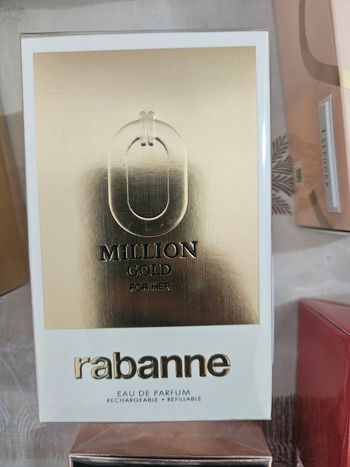 MILLION
GOLD
FOR HER
rabanne
EAU DE PARFUM
RECHARGEABLE • REFILLABLE